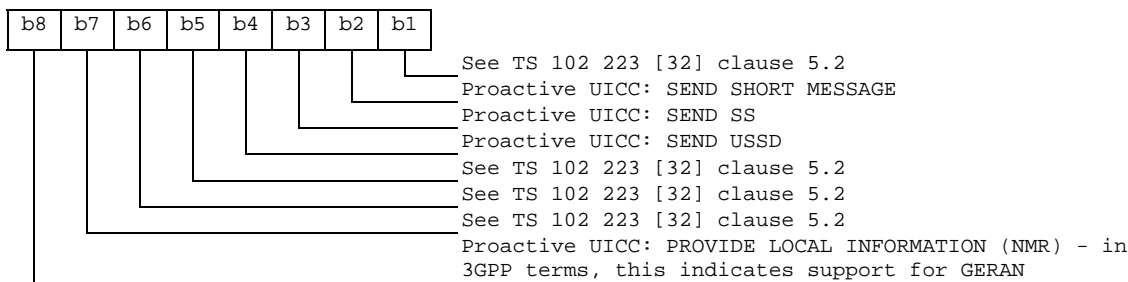 b8 b7 b6 b5 b4 b3 b2 b1
See TS 102 223 [32] clause 5.2
Proactive UICC: SEND SHORT MESSAGE
Proactive UICC: SEND SS
Proactive UICC: SEND USSD
See TS 102 223 [32] clause 5.2
See TS 102 223 [32] clause 5.2
See TS 102 223 [32] clause 5.2
Proactive UICC: PROVIDE LOCAL INFORMATION (NMR) - in
3GPP terms, this indicates support for GERAN